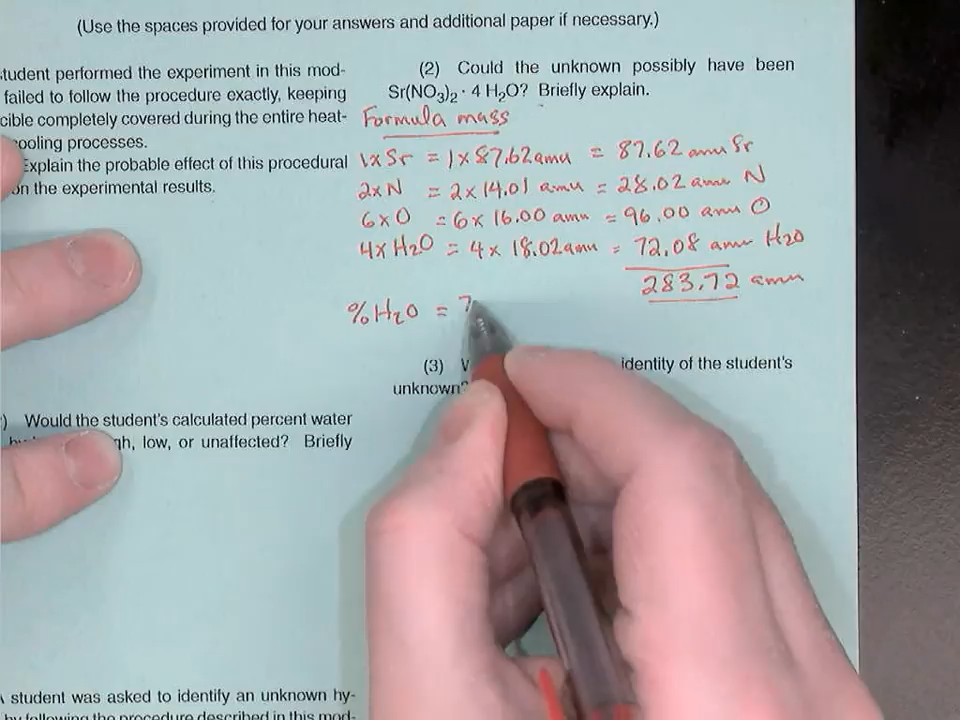 (Use the spaces provided for your answers and additional paper if necessary.)
student performed the experiment in this mod-
failed to follow the procedure exactly, keeping
cible completely covered during the entire heat-
ooling processes.
Explain the probable effect of this procedural
on the experimental results.
) Would the student's calculated percent water
gh, low, or unaffected? Briefly
A student was asked to identify an unknown hy-
by following the procedure described in this mod-
(2) Could the unknown possibly have been
Sr(NO₃)₂ · 4 H₂O? Briefly explain.
Formula mass
1x Sr = 1 x 87.62 amu = 87.62 amu Sr
2x N = 2 x 14.01 amu = 28.02 amu N
6 x O = 6 x 16.00 amu = 96.00 amu O
4x H₂O = 4 x 18.02 amu = 72.08 amu H₂O
283.72 amu
% H₂O = 7
(3) identity of the student's
unknown?